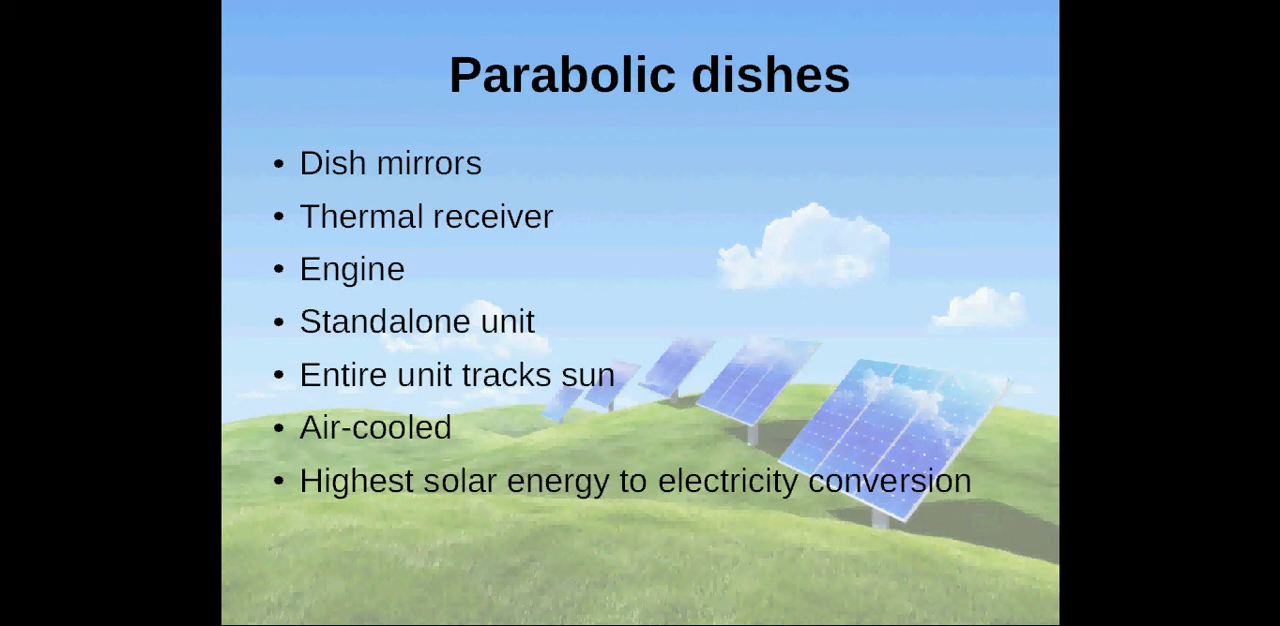 Parabolic dishes
• Dish mirrors
• Thermal receiver
• Engine
• Standalone unit
• Entire unit tracks sun
• Air-cooled
• Highest solar energy to electricity conversion